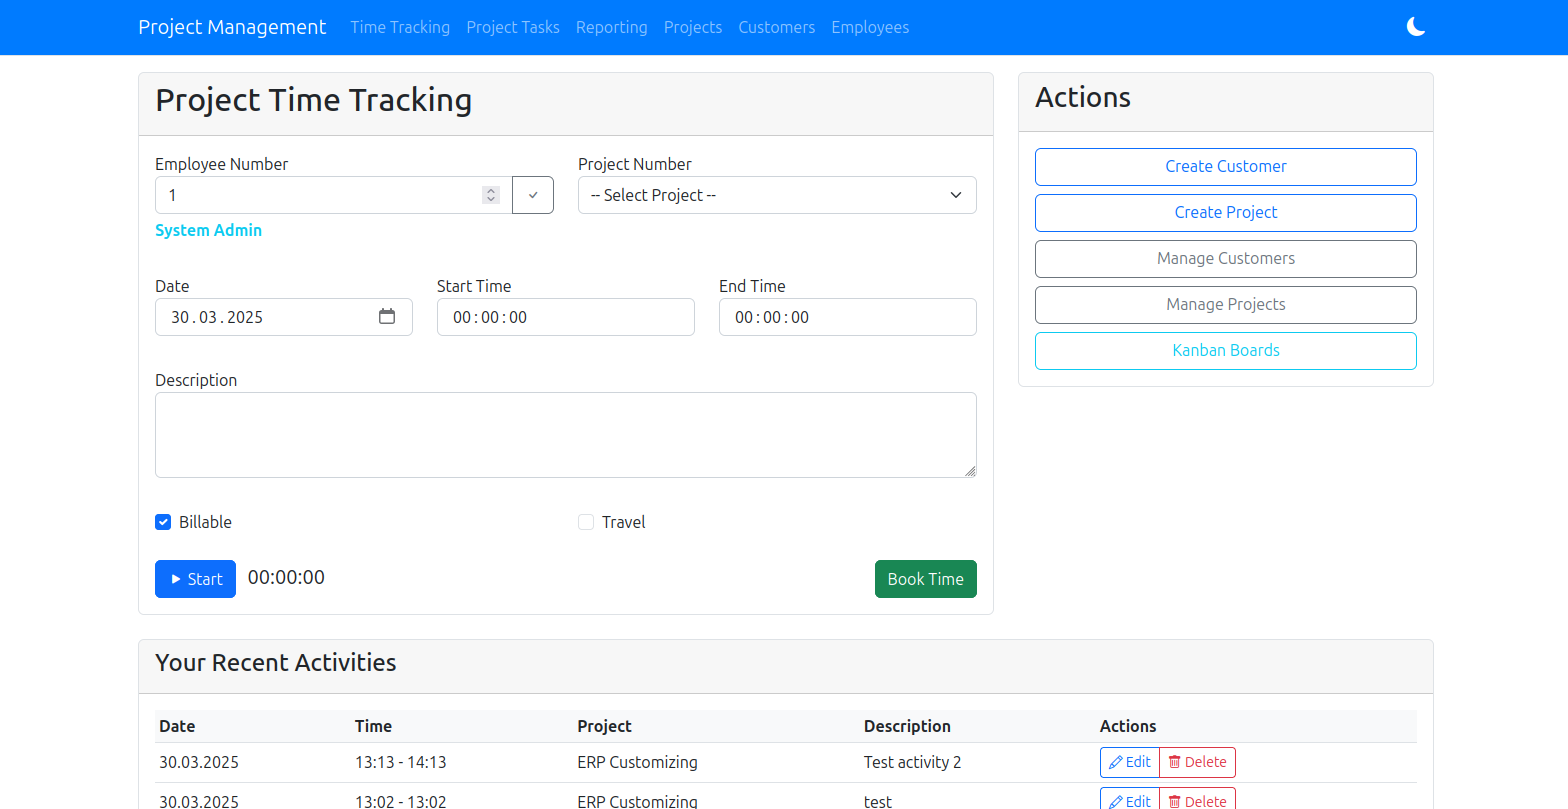 Project Management Time Tracking Project Tasks Reporting Projects Customers Employees
Project Time Tracking
Employee Number Project Number
1 -- Select Project --
System Admin
Date Start Time End Time
30.03.2025 00:00:00 00:00:00
Description
Billable Travel
Start 00:00:00 Book Time
Actions
Create Customer
Create Project
Manage Customers
Manage Projects
Kanban Boards
Your Recent Activities
Date Time Project Description Actions
30.03.2025 13:13 - 14:13 ERP Customizing Test activity 2 Edit Delete
30.03.2025 13:02 - 13:02 ERP Customizing test Edit Delete